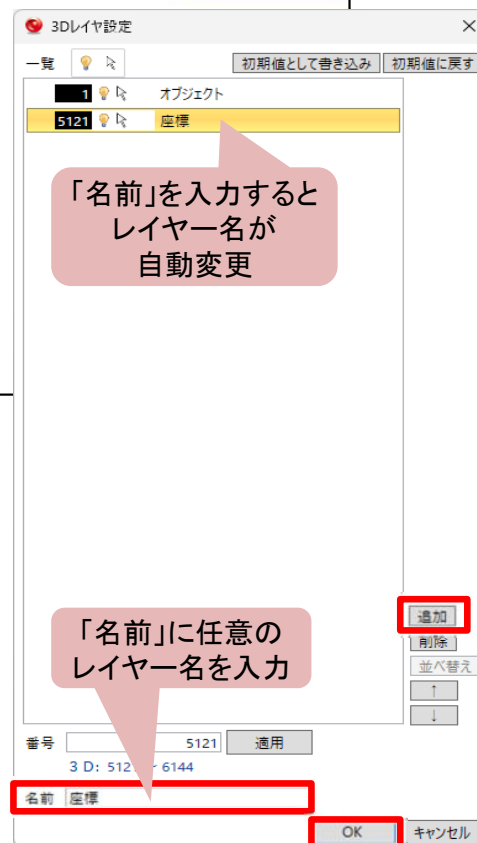 3Dレイヤ設定
一覧 初期値として書き込み 初期値に戻す
1 オブジェクト
5121 座標
「名前」を入力すると
レイヤー名が
自動変更
追加
削除
「名前」に任意の
レイヤー名を入力
並べ替え
↑
↓
番号 5121 適用
3D: 512 6144
名前 座標
OK キャンセル